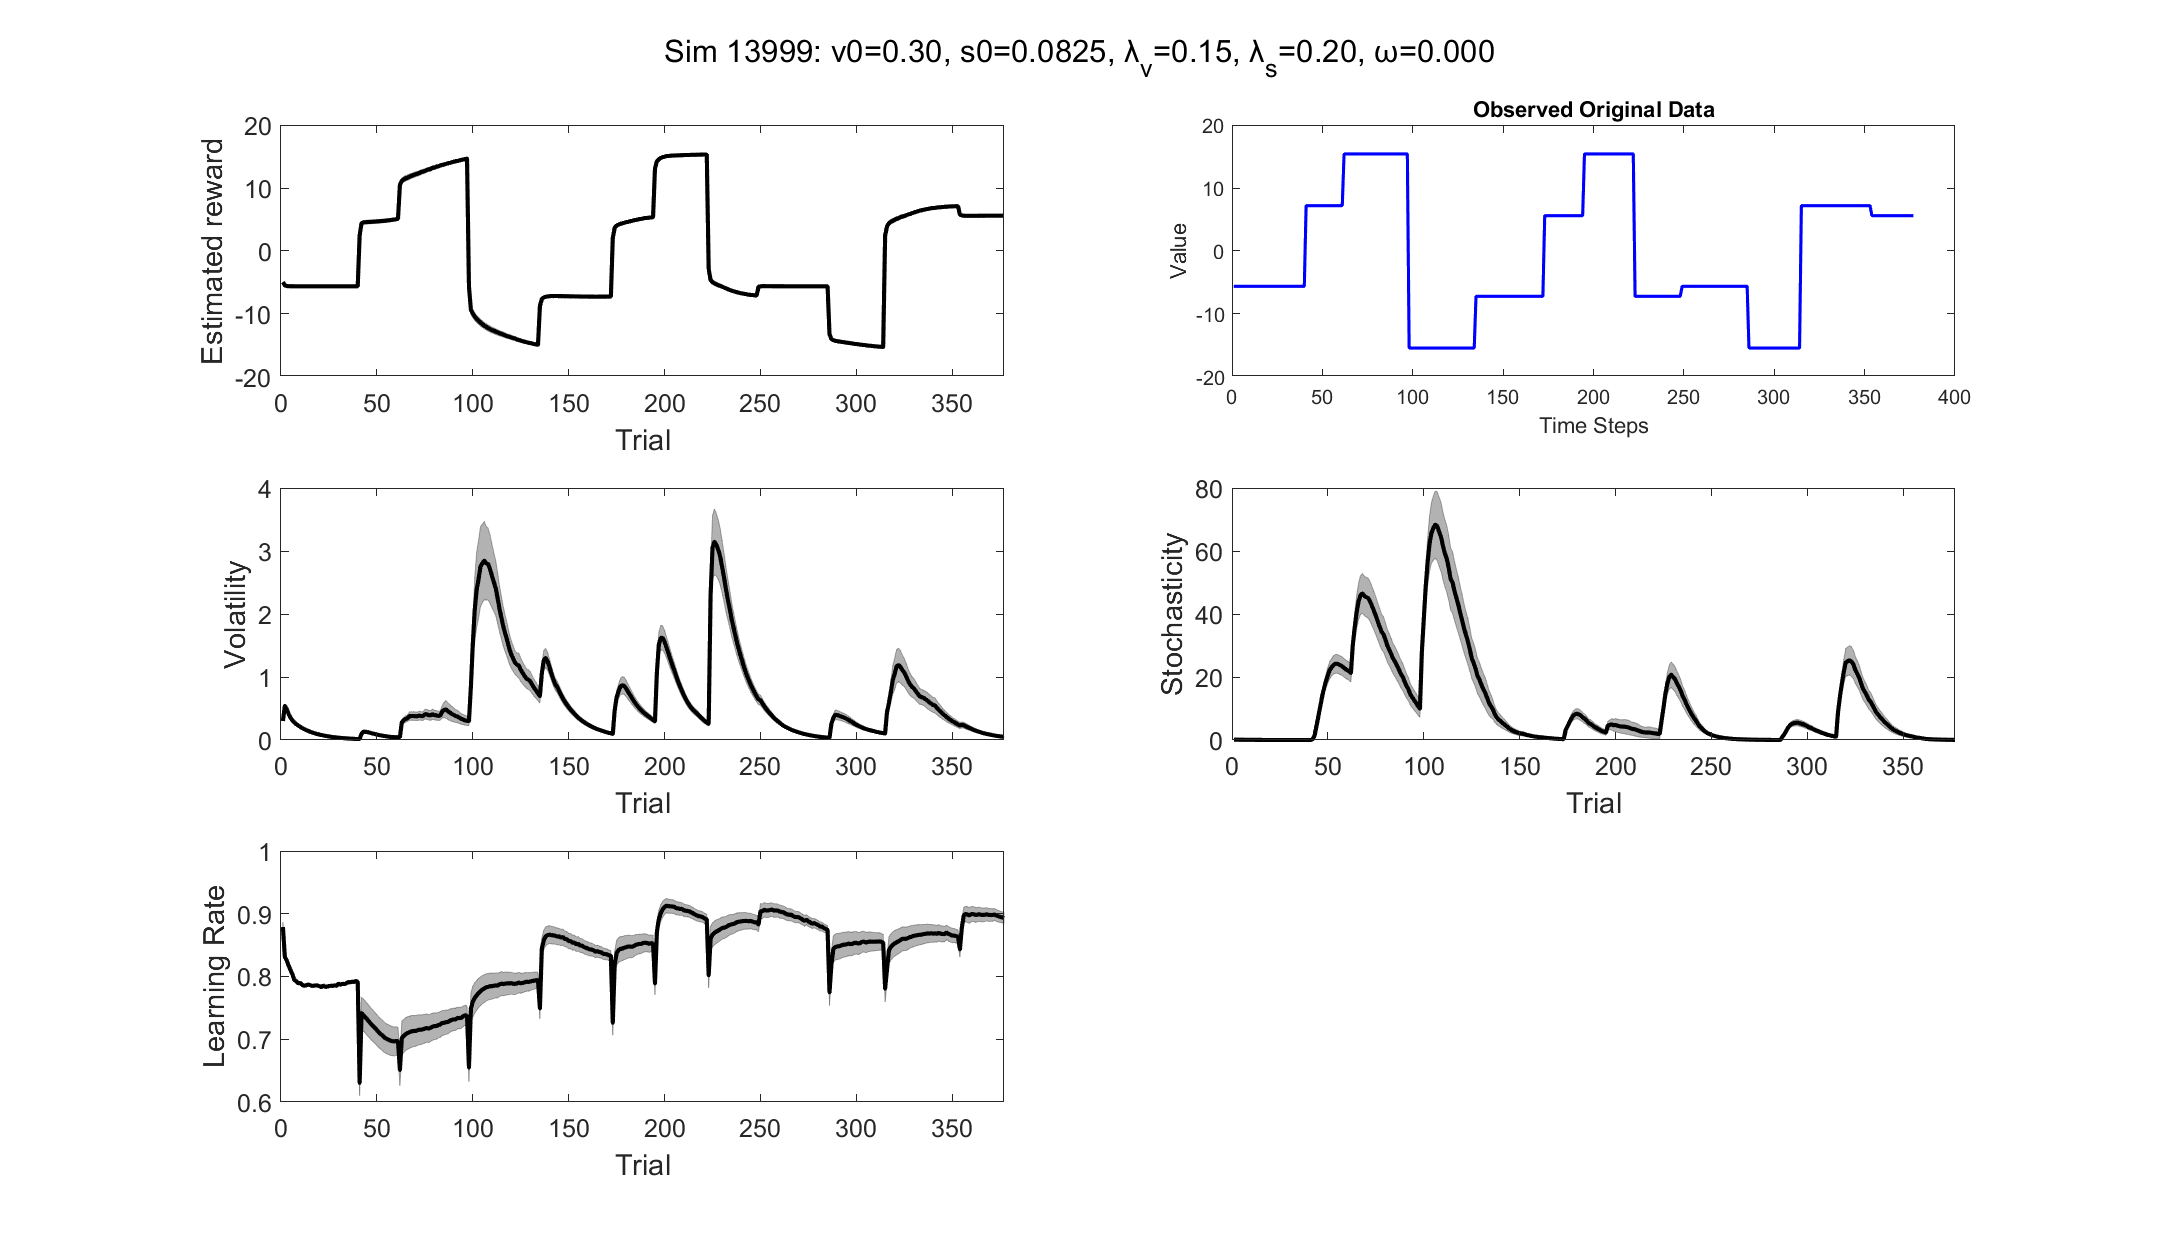 Sim 13999: v0=0.30, s0=0.0825, λv=0.15, λs=0.20, ω=0.000
Estimated reward
20
10
0
-10
-20
0 50 100 150 200 250 300 350
Trial
Observed Original Data
Value
20
10
0
-10
-20
0 50 100 150 200 250 300 350 400
Time Steps
Volatility
4
3
2
1
0
0 50 100 150 200 250 300 350
Trial
Stochasticity
80
60
40
20
0
0 50 100 150 200 250 300 350
Trial
Learning Rate
1
0.9
0.8
0.7
0.6
0 50 100 150 200 250 300 350
Trial